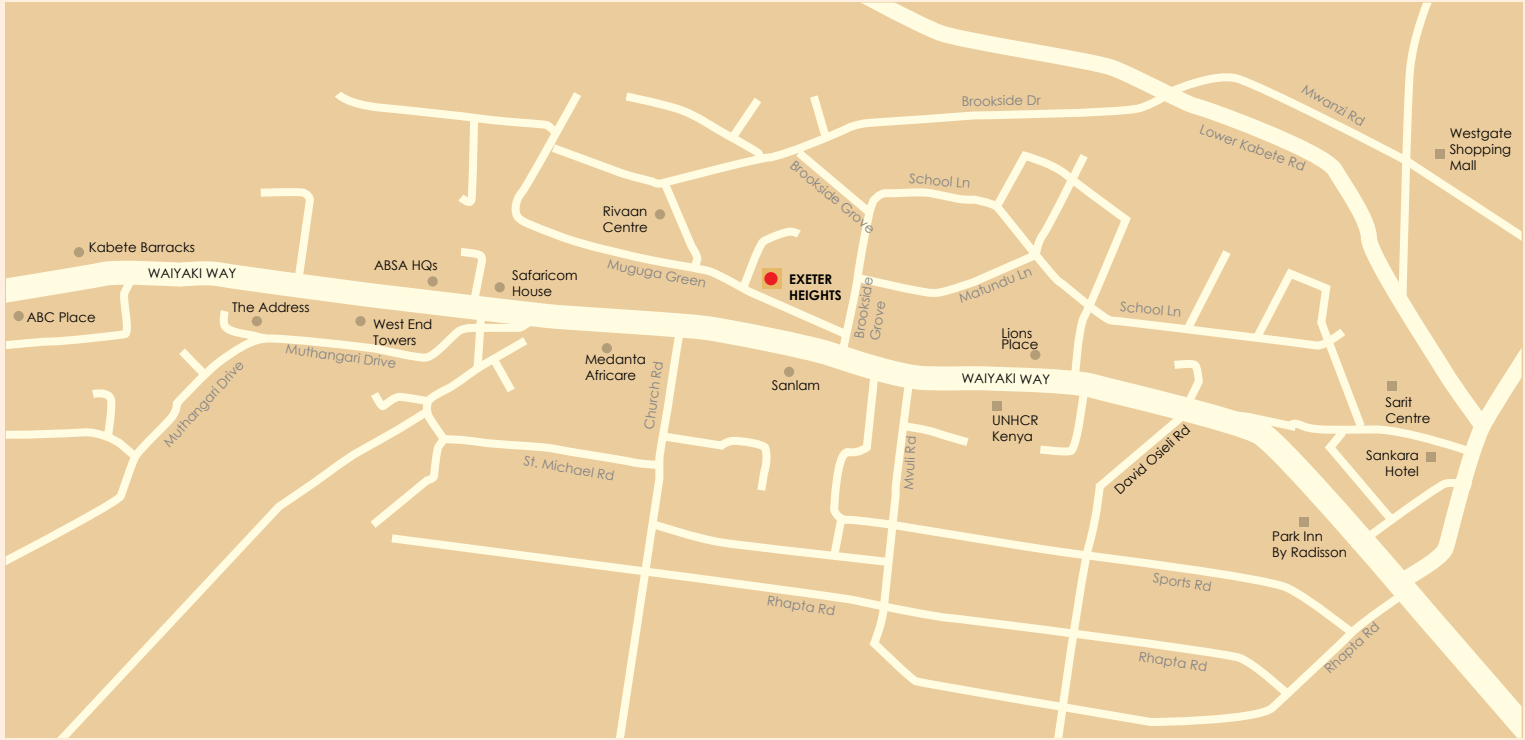 Brookside Dr
Mwanzi Rd
Lower Kabete Rd
Westgate
Shopping
Mall
Brookside Grove
School Ln
Rivaan
Centre
Kabete Barracks
WAIYAKI WAY
ABSA HQs
Safaricom
House
Muguga Green
EXETER
HEIGHTS
Matundu Ln
Brookside
Grove
School Ln
ABC Place
The Address
West End
Towers
Muthangari Drive
Muthangari Drive
Medanta
Africare
Church Rd
Sanlam
Lions
Place
WAIYAKI WAY
UNHCR
Kenya
Sarit
Centre
Sankara
Hotel
Mvuli Rd
David Osieli Rd
St. Michael Rd
Park Inn
By Radisson
Sports Rd
Rhapta Rd
Rhapta Rd
Rhapta Rd